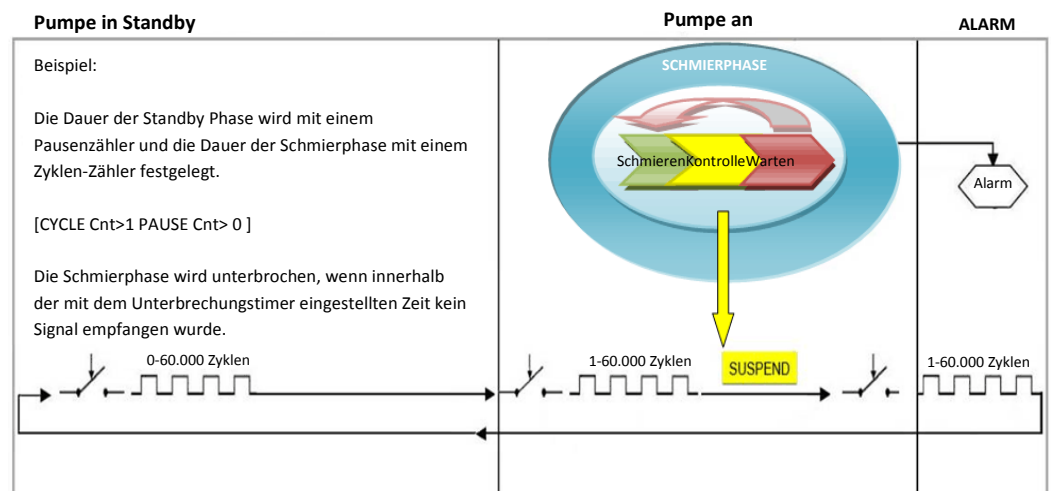 Pumpe in Standby
Pumpe an
ALARM
Beispiel:
Die Dauer der Standby Phase wird mit einem
Pausenzähler und die Dauer der Schmierphase mit einem
Zyklen-Zähler festgelegt.
[CYCLE Cnt>1 PAUSE Cnt> 0 ]
Die Schmierphase wird unterbrochen, wenn innerhalb
der mit dem Unterbrechungstimer eingestellten Zeit kein
Signal empfangen wurde.
SCHMIERPHASE
SchmierenKontrolleWarten
Alarm
0-60.000 Zyklen
1-60.000 Zyklen
SUSPEND
1-60.000 Zyklen